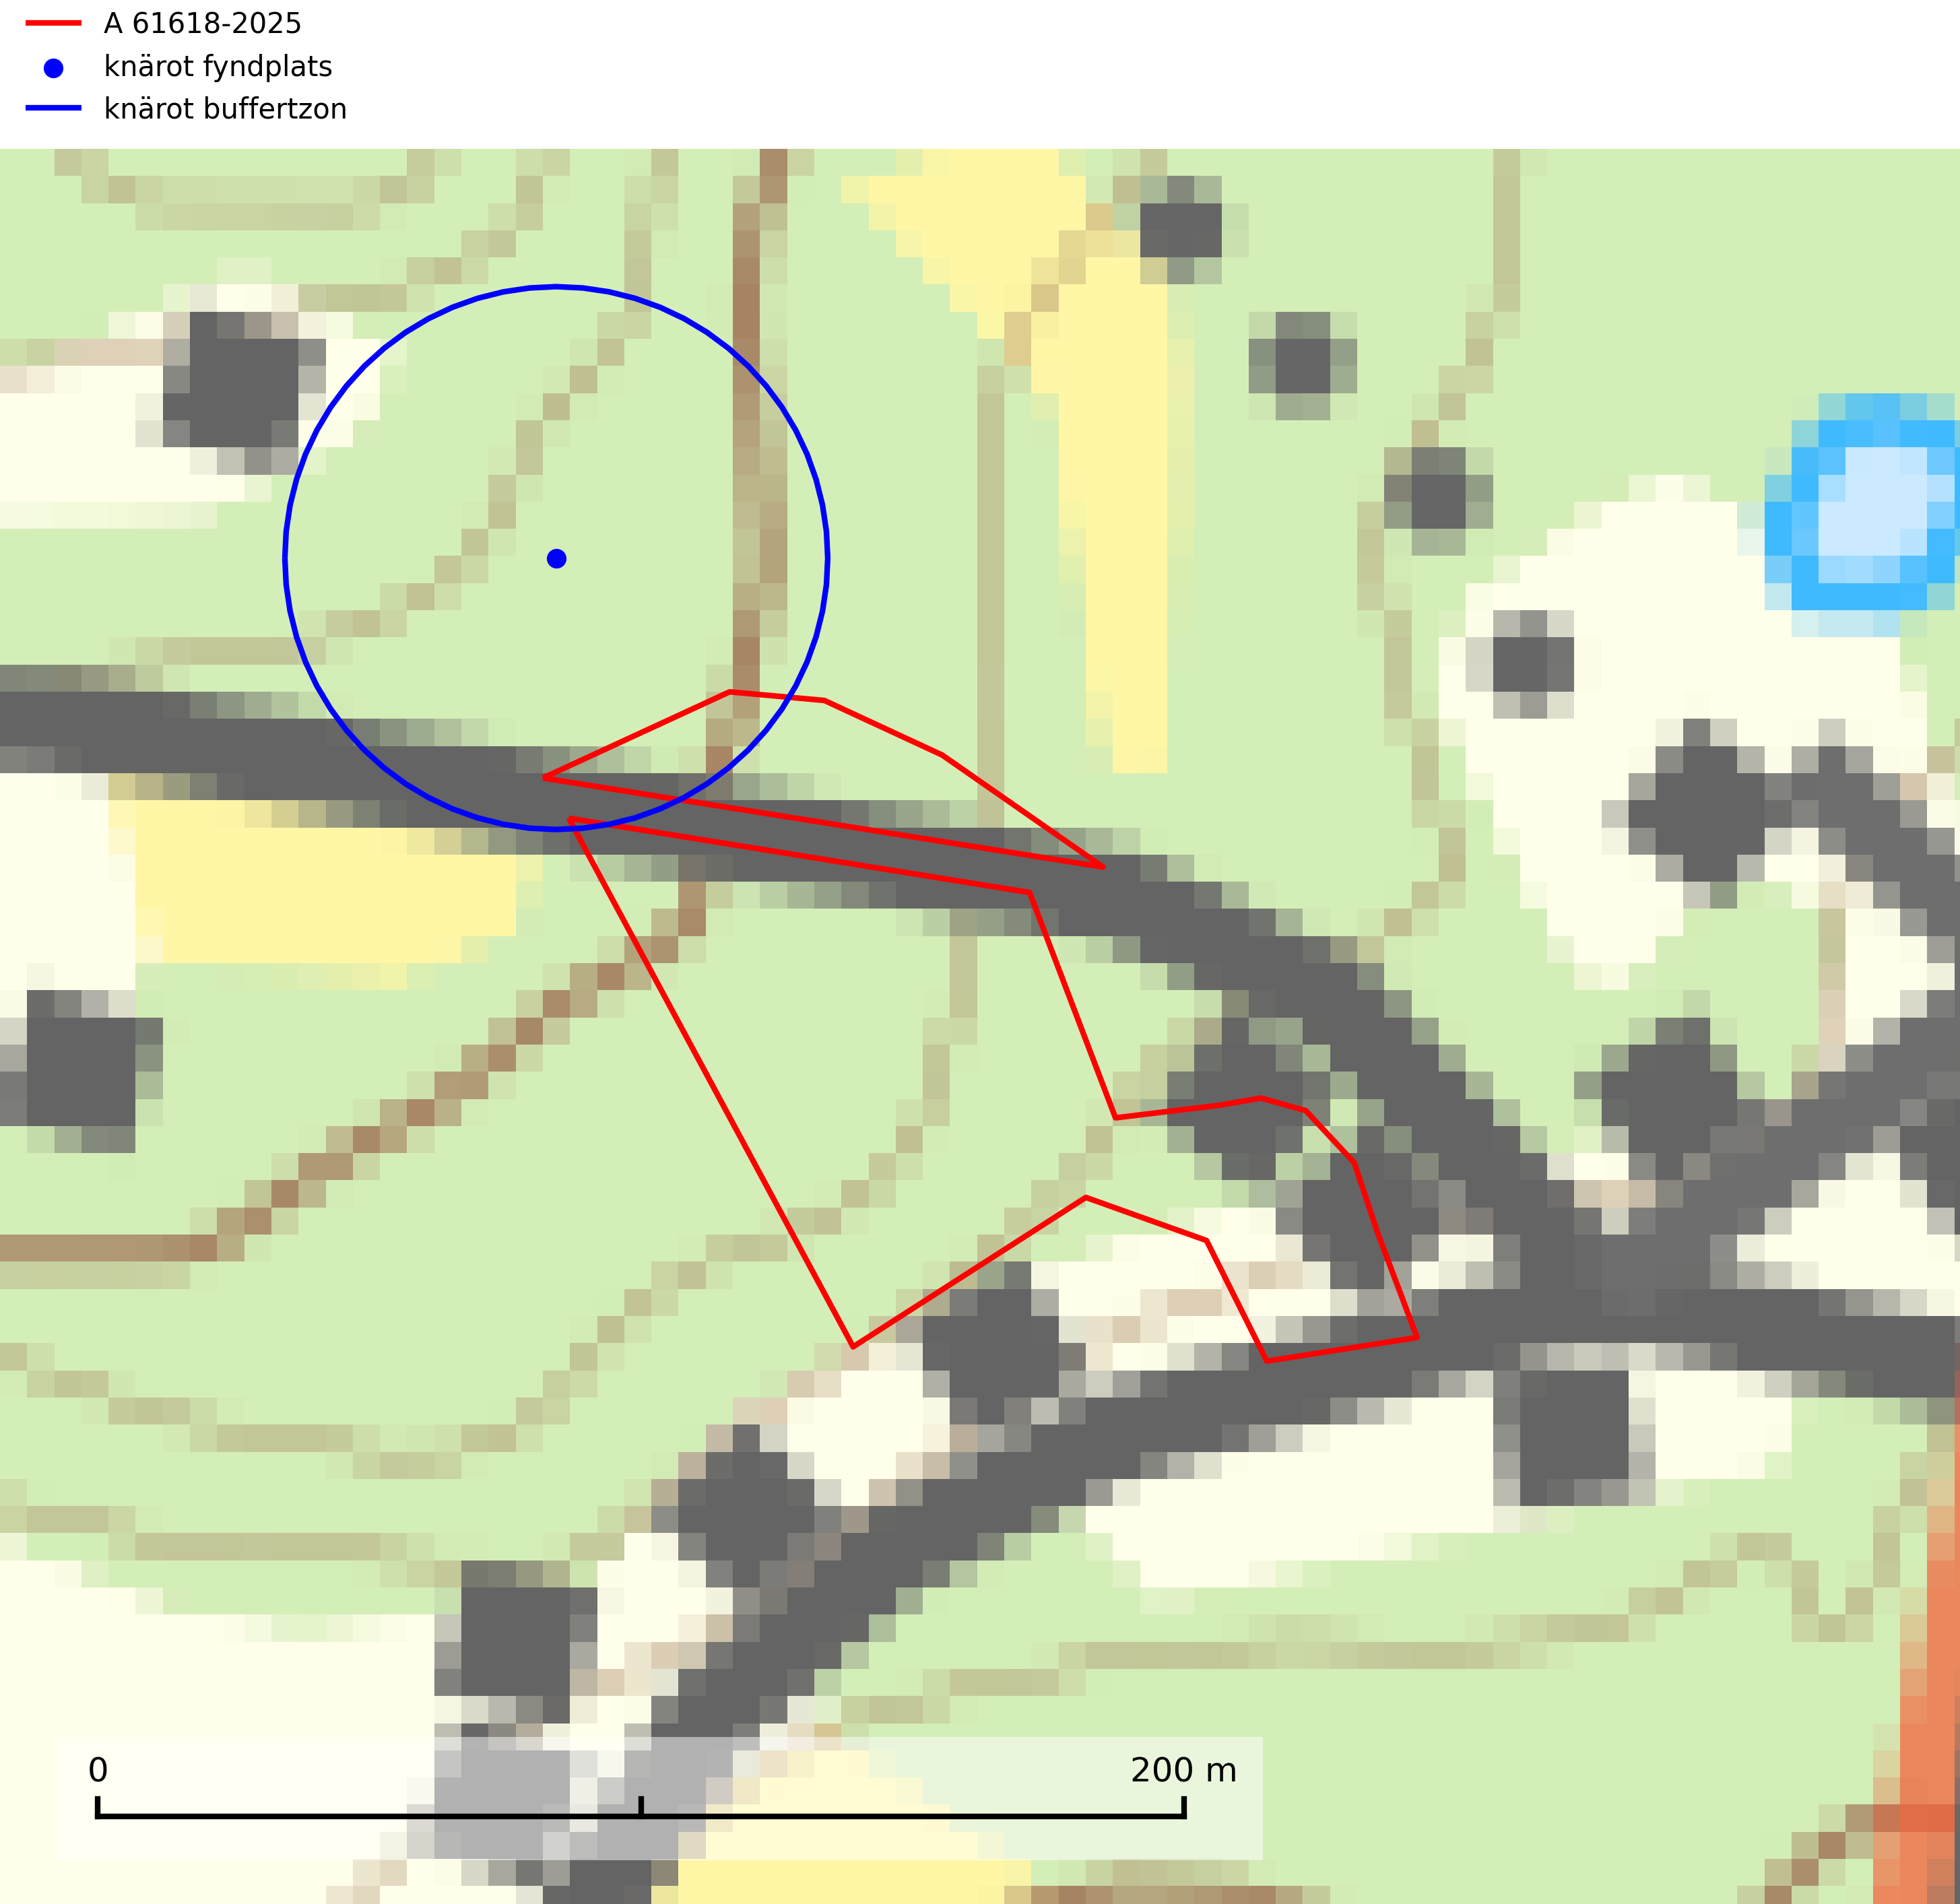 A 61618-2025
knärot fyndplats
knärot buffertzon
0
200 m